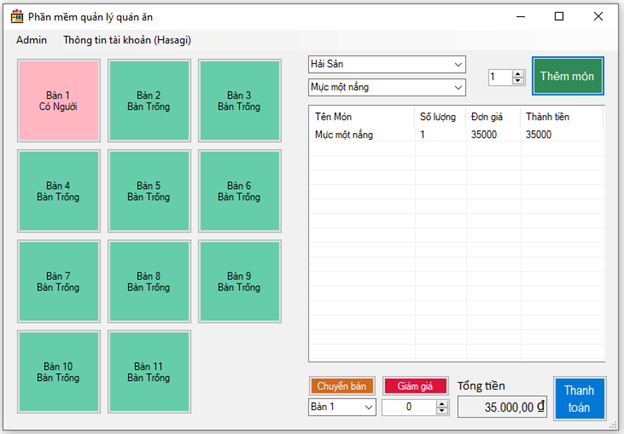 Phần mềm quản lý quán ăn
Admin Thông tin tài khoản (Hasagi)
Bàn 1
Có Người
Bàn 2
Bàn Trống
Bàn 3
Bàn Trống
Bàn 4
Bàn Trống
Bàn 5
Bàn Trống
Bàn 6
Bàn Trống
Bàn 7
Bàn Trống
Bàn 8
Bàn Trống
Bàn 9
Bàn Trống
Bàn 10
Bàn Trống
Bàn 11
Bàn Trống
Hải Sản
Mực một nắng
1
Thêm món
Tên Món Số lượng Đơn giá Thành tiền
Mực một nắng 1 35000 35000
Chuyển bàn Giảm giá Tổng tiền
Bàn 1 0 35.000,00 ₫
Thanh
toán